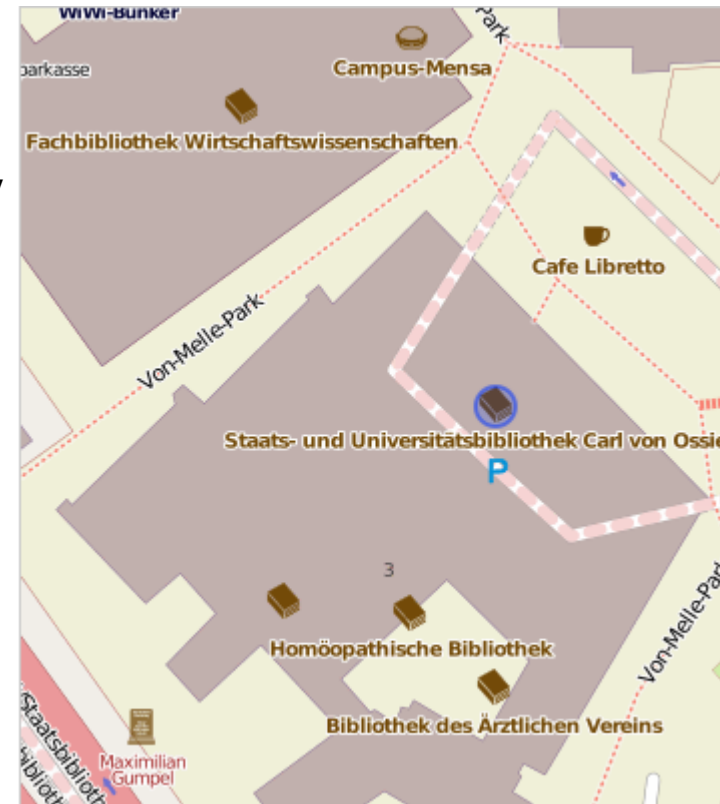 WiWi-Bunker
Park
Campus-Mensa
parkasse
Fachbibliothek Wirtschaftswissenschaften
Cafe Libretto
Von-Melle-Park
Staats- und Universitätsbibliothek Carl von Ossie
P
3
Homöopathische Bibliothek
Von-Melle-Par
Bibliothek des Ärztlichen Vereins
Maximilian
Gumpel
/Staatsbiblioth